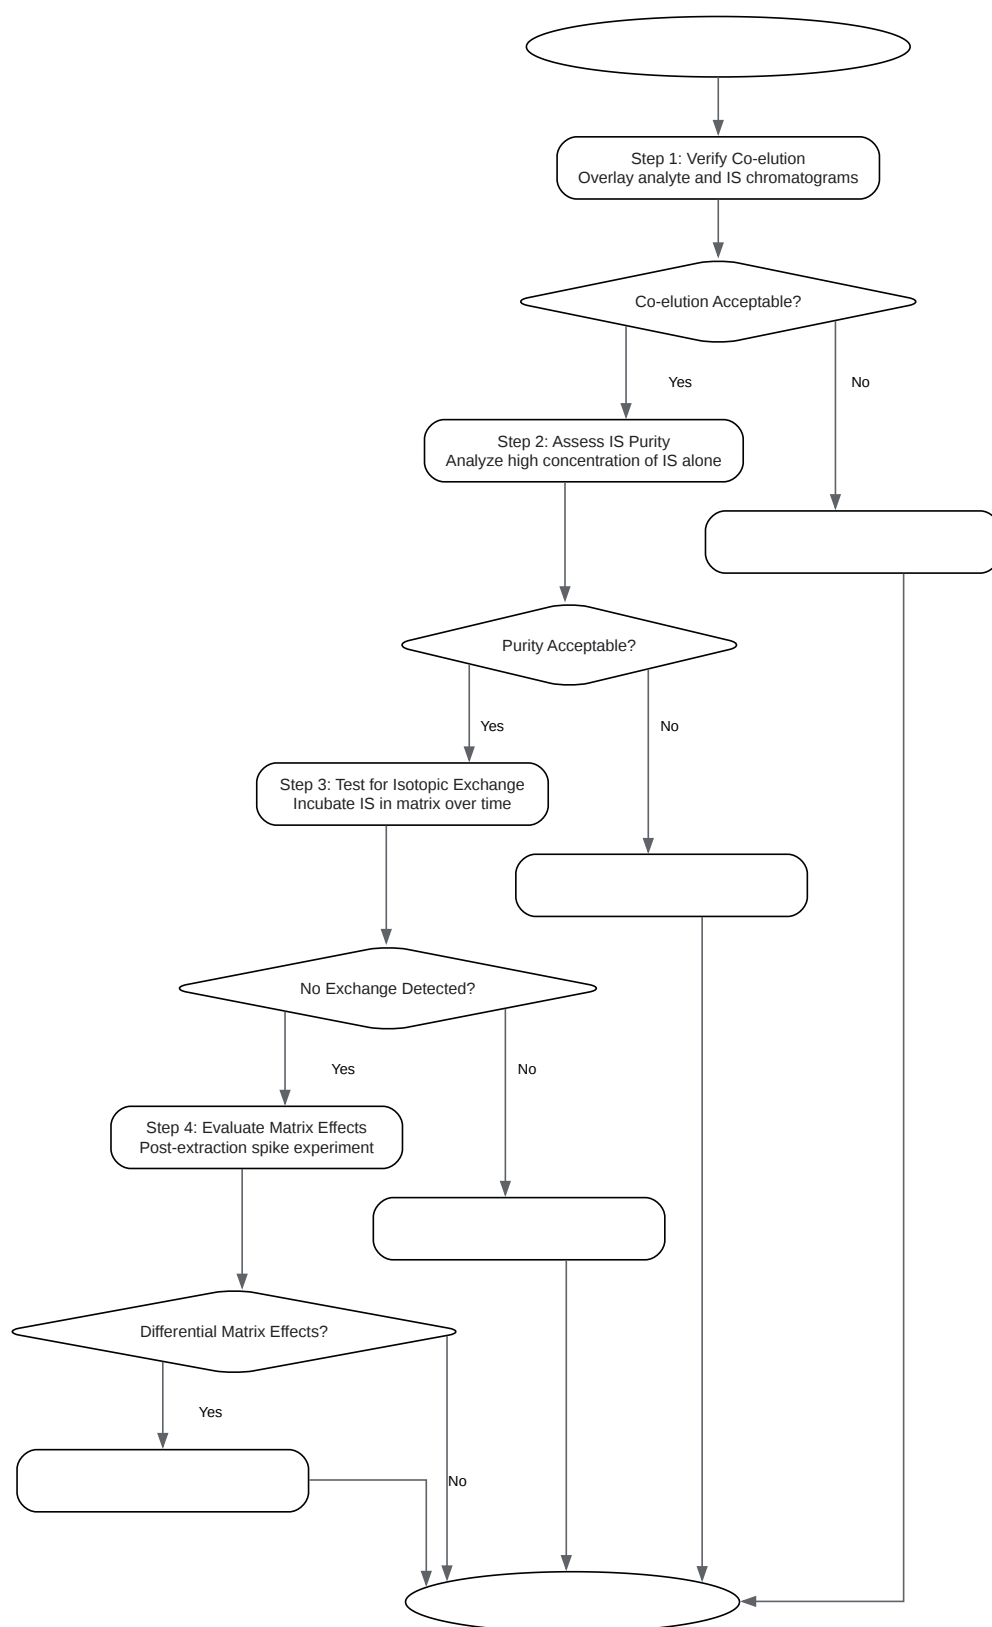 Step 1: Verify Co-elution
Overlay analyte and IS chromatograms
Co-elution Acceptable?
Yes
No
Step 2: Assess IS Purity
Analyze high concentration of IS alone
Purity Acceptable?
Yes
No
Step 3: Test for Isotopic Exchange
Incubate IS in matrix over time
No Exchange Detected?
Yes
No
Step 4: Evaluate Matrix Effects
Post-extraction spike experiment
Differential Matrix Effects?
Yes
No